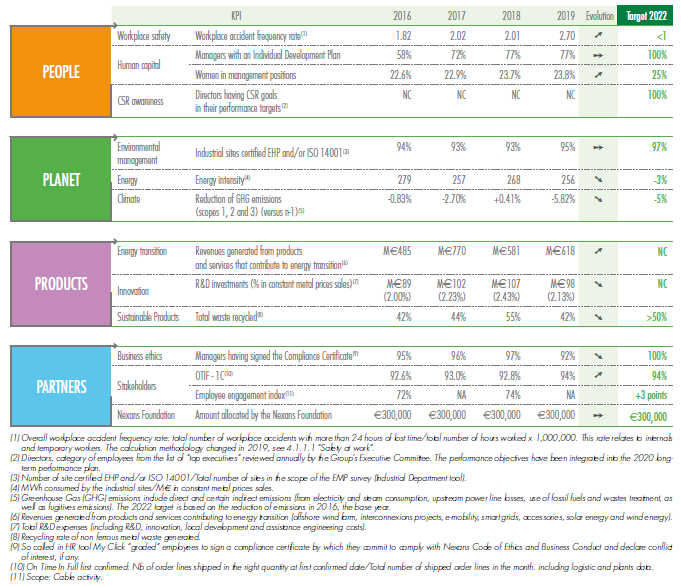 KPI 2016 2017 2018 2019 Evolution Target 2022
PEOPLE
Workplace safety Workplace accident frequency rate(1) 1.82 2.02 2.01 2.70 ↗ <1
Human capital Managers with an Individual Development Plan 58% 72% 77% 77% ↔ 100%
Women in management positions 22.6% 22.9% 23.7% 23.8% ↗ 25%
CSR awareness Directors having CSR goals
in their performance targets(2) NC NC NC NC 100%
PLANET
Environmental
management Industrial sites certified EHP and/or ISO 14001(3) 94% 93% 93% 95% ↔ 97%
Energy Energy intensity(4) 279 257 268 256 ↘ -3%
Climate Reduction of GHG emissions
(scopes 1, 2 and 3) (versus n-1)(5) -0.83% -2.70% +0.41% -5.82% ↘ -5%
PRODUCTS
Energy transition Revenues generated from products
and services that contribute to energy transition(6) M€485 M€770 M€581 M€618 ↗ NC
Innovation R&D investments (% in constant metal prices sales)(7) M€89 M€102 M€107 M€98 ↘ NC
(2.00%) (2.23%) (2.43%) (2.13%)
Sustainable Products Total waste recycled(8) 42% 44% 55% 42% ↘ >50%
PARTNERS
Business ethics Managers having signed the Compliance Certificate(9) 95% 96% 97% 92% ↘ 100%
Stakeholders OTIF - 1C(10) 92.6% 93.0% 92.8% 94% ↗ 94%
Employee engagement index(11) 72% NA 74% NA +3 points
Nexans Foundation Amount allocated by the Nexans Foundation €300,000 €300,000 €300,000 €300,000 ↔ €300,000
(1) Overall workplace accident frequency rate: total number of workplace accidents with more than 24 hours of lost time/total number of hours worked x 1,000,000. This rate relates to internals
and temporary workers. The calculation methodology changed in 2019, see 4.1.1.1 “Safety at work”.
(2) Directors, category of employees from the list of “top executives” reviewed annually by the Group’s Executive Committee. The performance objectives have been integrated into the 2020 long-
term performance plan.
(3) Number of site certified EHP and/or ISO 14001/Total number of sites in the scope of the EMP survey (Industrial Department tool).
(4) MWh consumed by the industrial sites/M€ in constant metal prices sales.
(5) Greenhouse Gas (GHG) emissions include direct and certain indirect emissions (from electricity and steam consumption, upstream power line losses, use of fossil fuels and wastes treatment, as
well as fugitives emissions). The 2022 target is based on the reduction of emissions in 2016, the base year.
(6) Revenues generated from products and services contributing to energy transition (offshore wind farm, interconnexions projects, e-mobility, smart grids, accessories, solar energy and wind energy).
(7) Total R&D expenses (including R&D, innovation, local development and assistance engineering costs).
(8) Recycling rate of non ferrous metal waste generated.
(9) So called in HR tool My Click “graded” employees to sign a compliance certificate by which they commit to comply with Nexans Code of Ethics and Business Conduct and declare conflict
of interest, if any.
(10) On Time In Full first confirmed: Nb of order lines shipped in the right quantity at first confirmed date/Total number of shipped order lines in the month. including logistic and plants data.
(11) Scope: Cable activity.